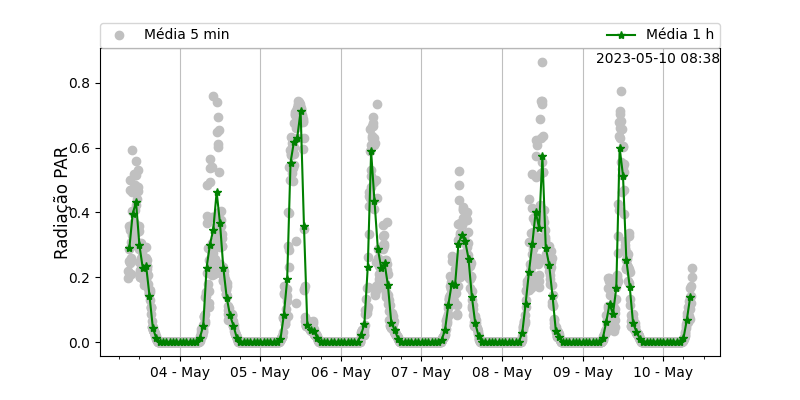 Média 5 min
Média 1 h
2023-05-10 08:38
Radiação PAR
0.8
0.6
0.4
0.2
0.0
04 - May
05 - May
06 - May
07 - May
08 - May
09 - May
10 - May